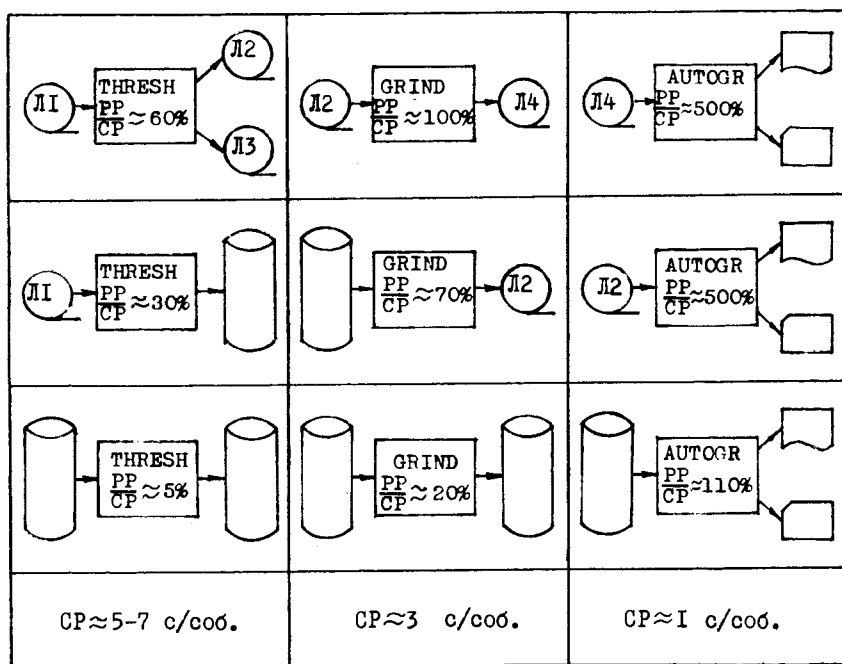 Л1
THRESH
PP/CP ≈ 60%
Л2
Л3
Л2
GRIND
PP/CP ≈ 100%
Л4
Л4
AUTOGR
PP/CP ≈ 500%
Л1
THRESH
PP/CP ≈ 30%
GRIND
PP/CP ≈ 70%
Л2
Л2
AUTOGR
PP/CP ≈ 500%
THRESH
PP/CP ≈ 5%
GRIND
PP/CP ≈ 20%
AUTOGR
PP/CP ≈ 110%
CP≈5-7 с/соб.
CP≈3 с/соб.
CP≈I с/соб.